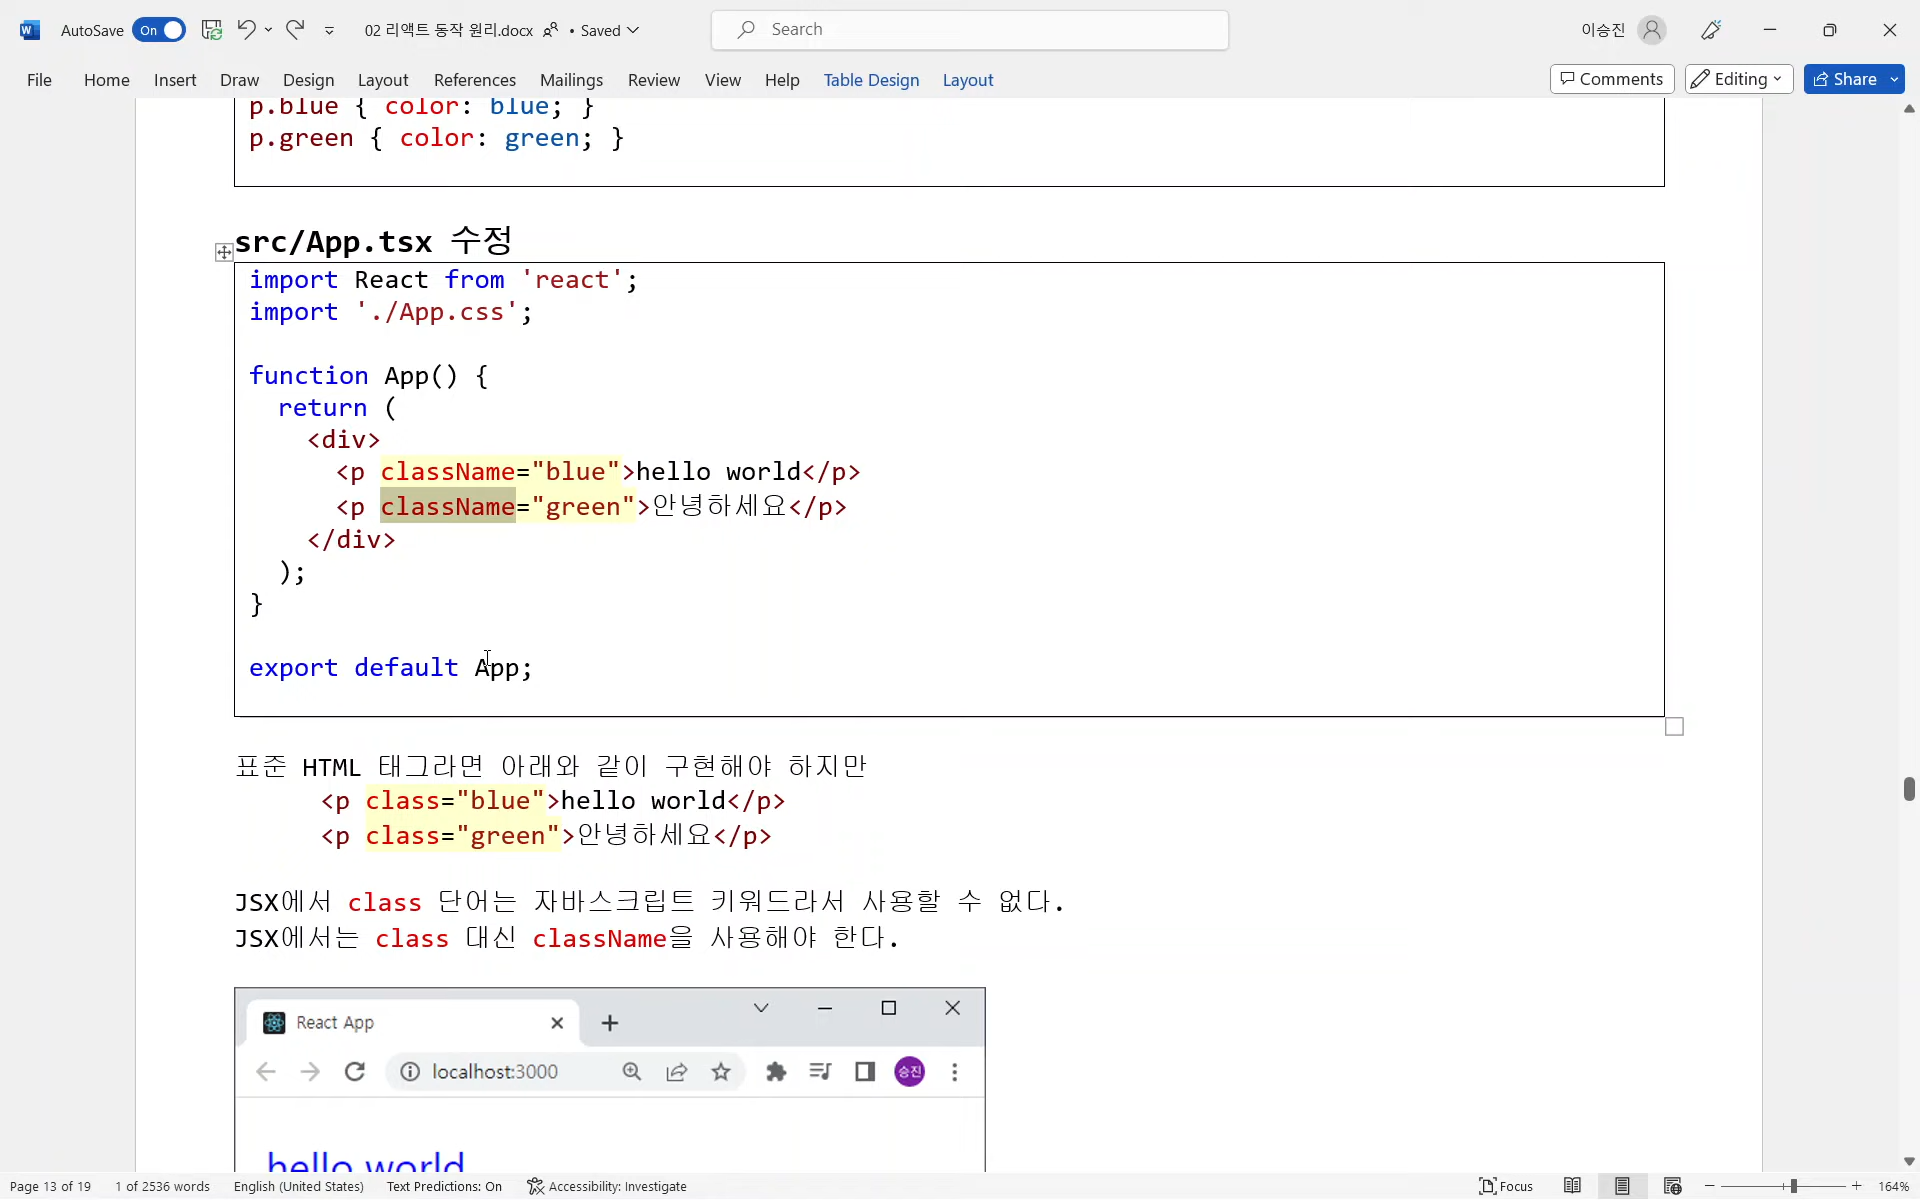 AutoSave On 02 리액트 동작 원리.docx • Saved Search 이승진
File Home Insert Draw Design Layout References Mailings Review View Help Table Design Layout Comments Editing Share
p.blue { color: blue; }
p.green { color: green; }
src/App.tsx 수정
import React from 'react';
import './App.css';
function App() {
return (
<div>
<p className="blue">hello world</p>
<p className="green">안녕하세요</p>
</div>
);
}
export default App;
표준 HTML 태그라면 아래와 같이 구현해야 하지만
<p class="blue">hello world</p>
<p class="green">안녕하세요</p>
JSX에서 class 단어는 자바스크립트 키워드라서 사용할 수 없다.
JSX에서는 class 대신 className을 사용해야 한다.
React App
localhost:3000 승진
hello world
Page 13 of 19 1 of 2536 words English (United States) Text Predictions: On Accessibility: Investigate Focus 164%